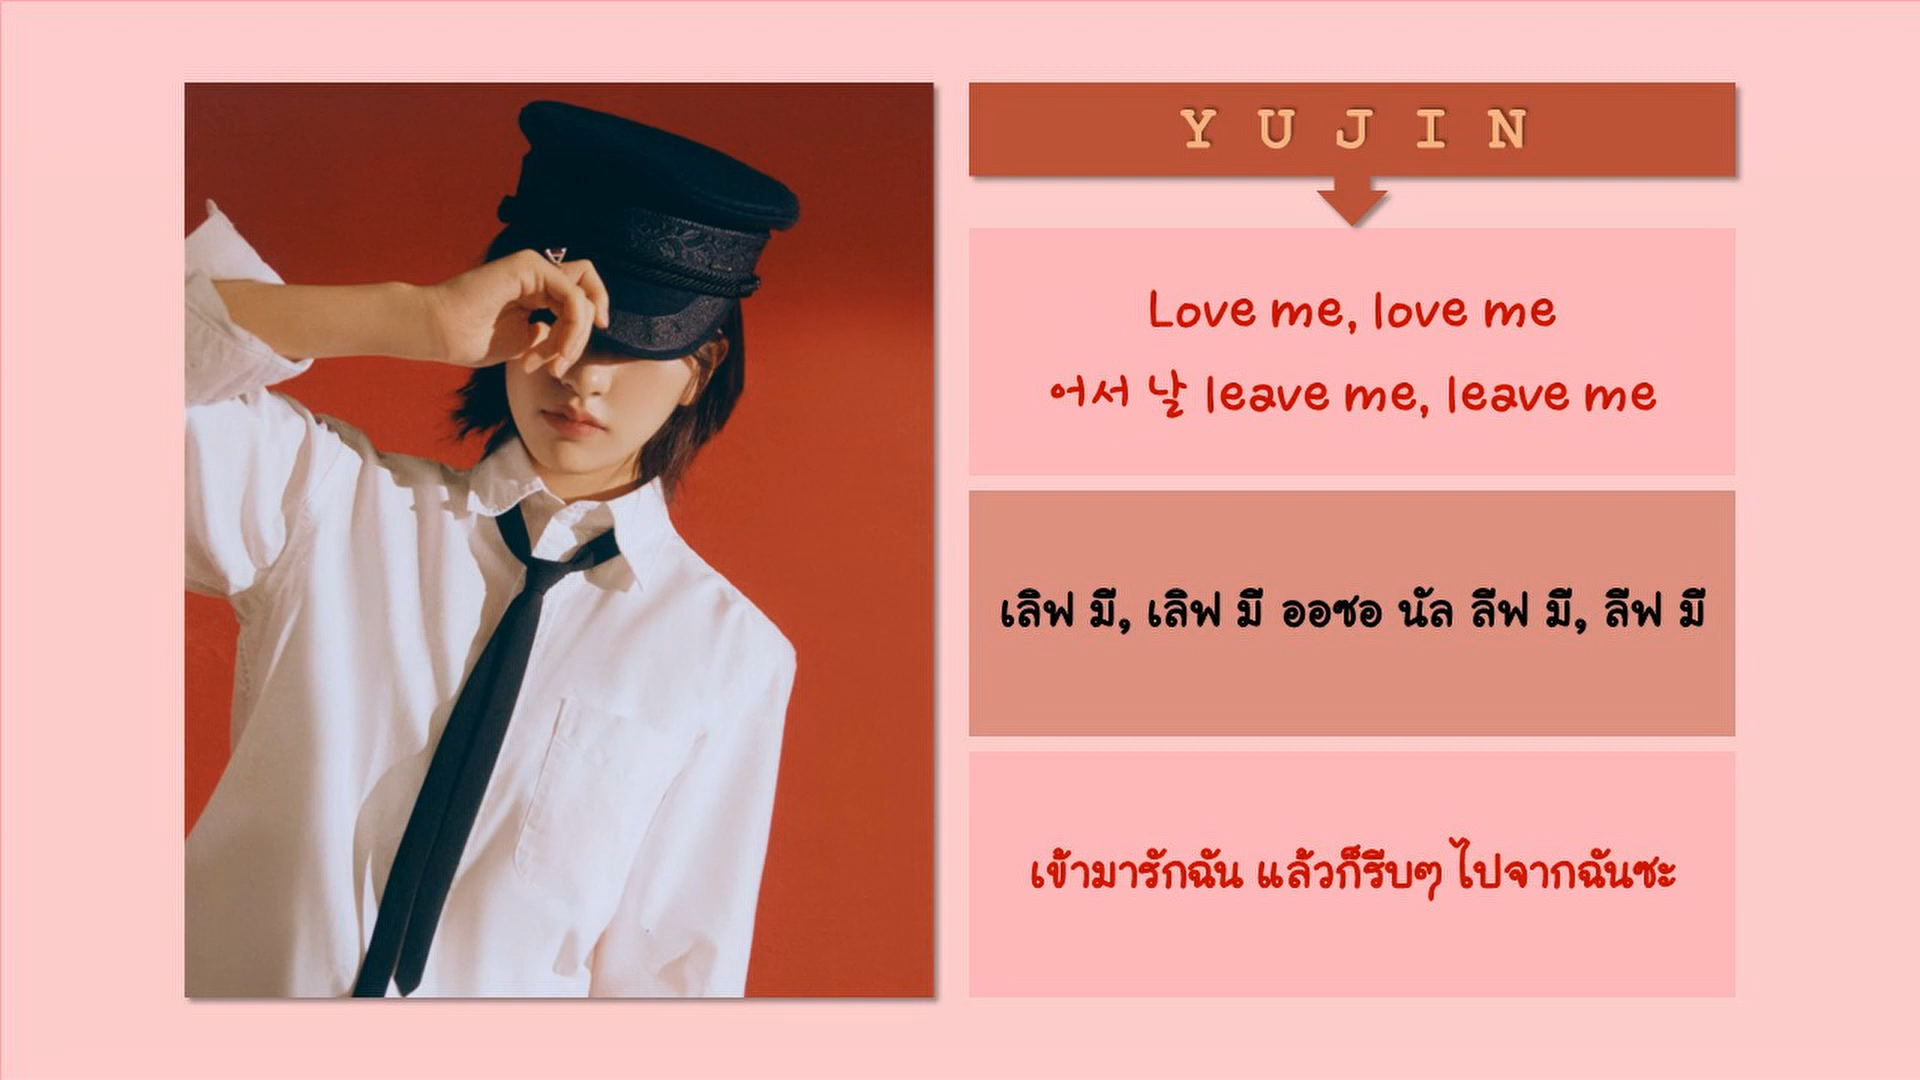 YUJIN
Love me, love me
어서 날 leave me, leave me
เลิฟ มี, เลิฟ มี ออซอ นัล ลีฟ มี, ลีฟ มี
เข้ามารักฉัน แล้วก็รีบๆ ไปจากฉันซะ